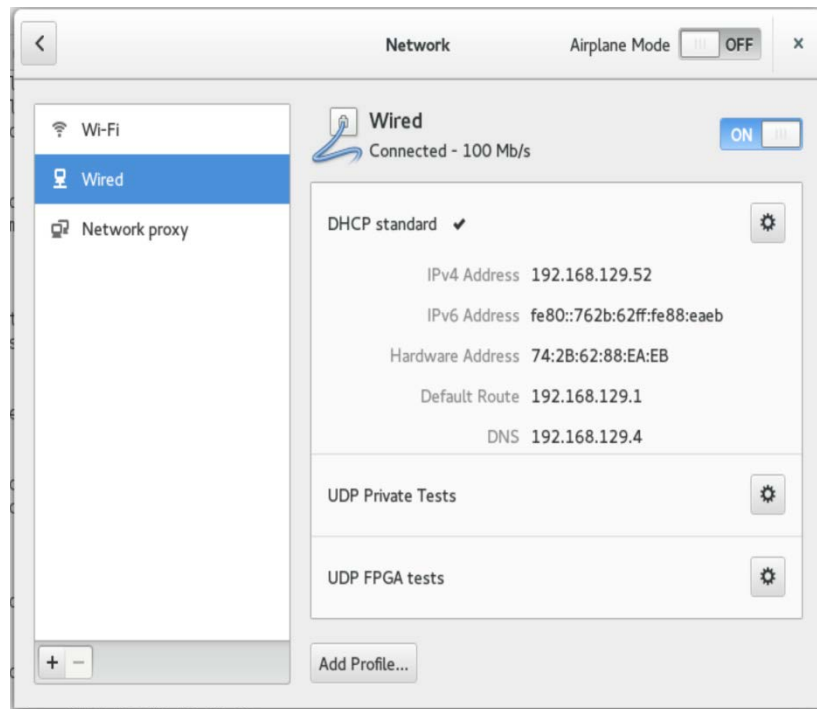 Network
Airplane Mode OFF
Wi-Fi
Wired
Network proxy
Wired
Connected - 100 Mb/s
ON
DHCP standard
IPv4 Address 192.168.129.52
IPv6 Address fe80::762b:62ff:fe88:eaeb
Hardware Address 74:2B:62:88:EA:EB
Default Route 192.168.129.1
DNS 192.168.129.4
UDP Private Tests
UDP FPGA tests
Add Profile...